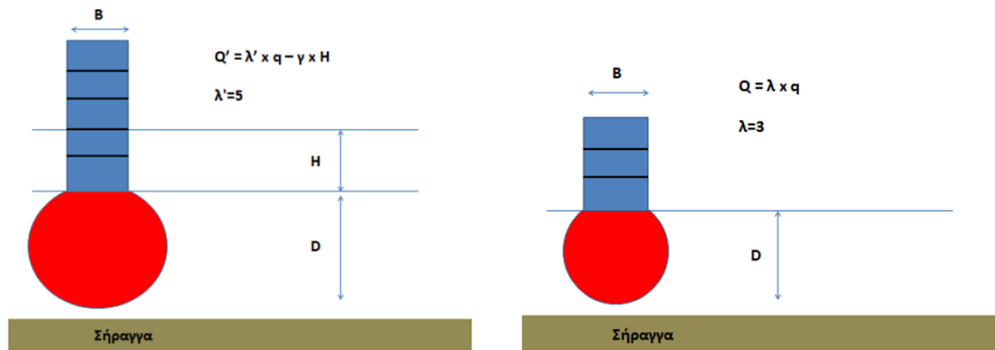 B
Q' = λ' x q – γ x H
λ'=5
H
D
Σήραγγα
B
Q = λ x q
λ=3
D
Σήραγγα